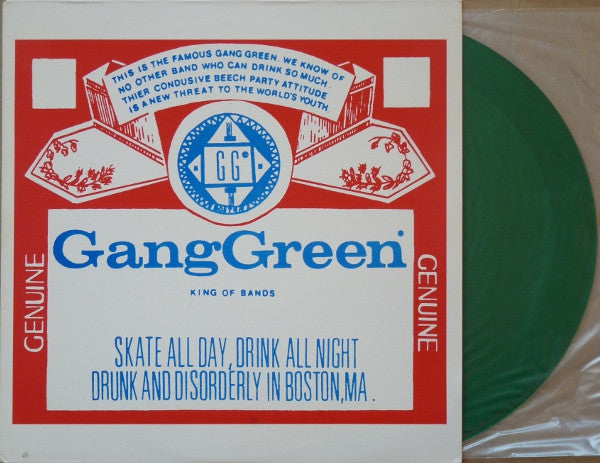 THIS IS THE FAMOUS GANG GREEN. WE KNOW OF
NO OTHER BAND WHO CAN DRINK SO MUCH.
THIER CONDUSIVE BEECH PARTY ATTITUDE
IS A NEW THREAT TO THE WORLD'S YOUTH.
GG
BOSTON
GangGreen
KING OF BANDS
GENUINE
GENUINE
SKATE ALL DAY, DRINK ALL NIGHT
DRUNK AND DISORDERLY IN BOSTON,MA.